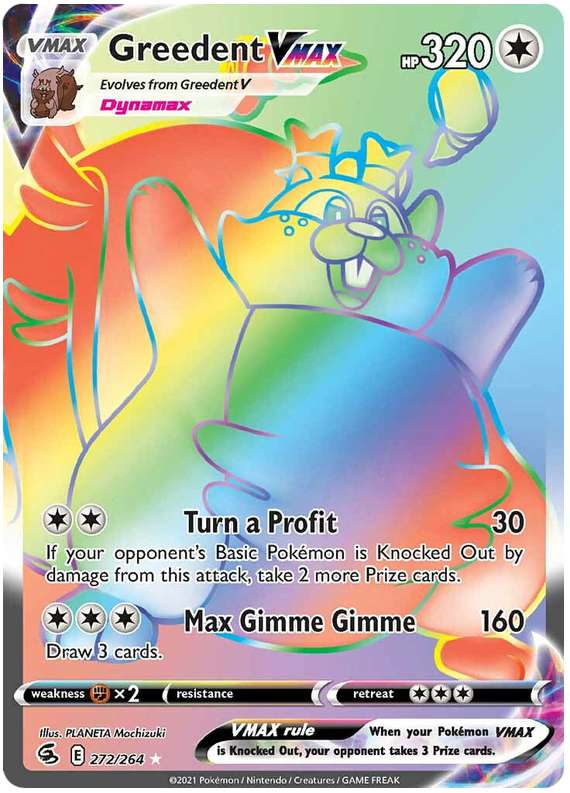 VMAX Greedent VMAX HP 320
Evolves from Greedent V
Dynamax
Turn a Profit 30
If your opponent's Basic Pokémon is Knocked Out by
damage from this attack, take 2 more Prize cards.
Max Gimme Gimme 160
Draw 3 cards.
weakness ×2 resistance retreat
Illus. PLANETA Mochizuki
VMAX rule When your Pokémon VMAX
is Knocked Out, your opponent takes 3 Prize cards.
E 272/264
©2021 Pokémon / Nintendo / Creatures / GAME FREAK